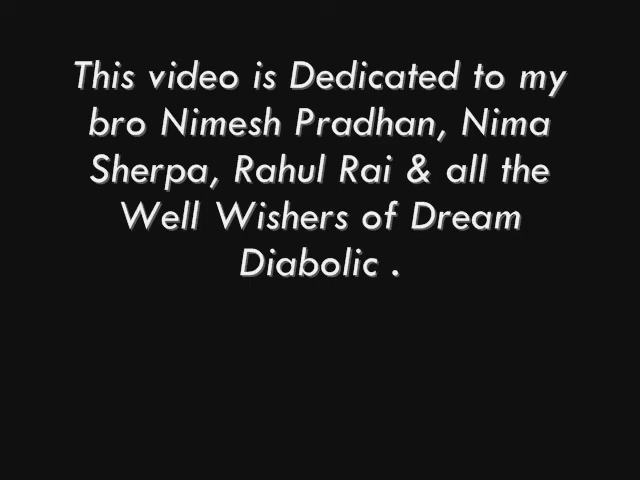 This video is Dedicated to my
bro Nimesh Pradhan, Nima
Sherpa, Rahul Rai & all the
Well Wishers of Dream
Diabolic .